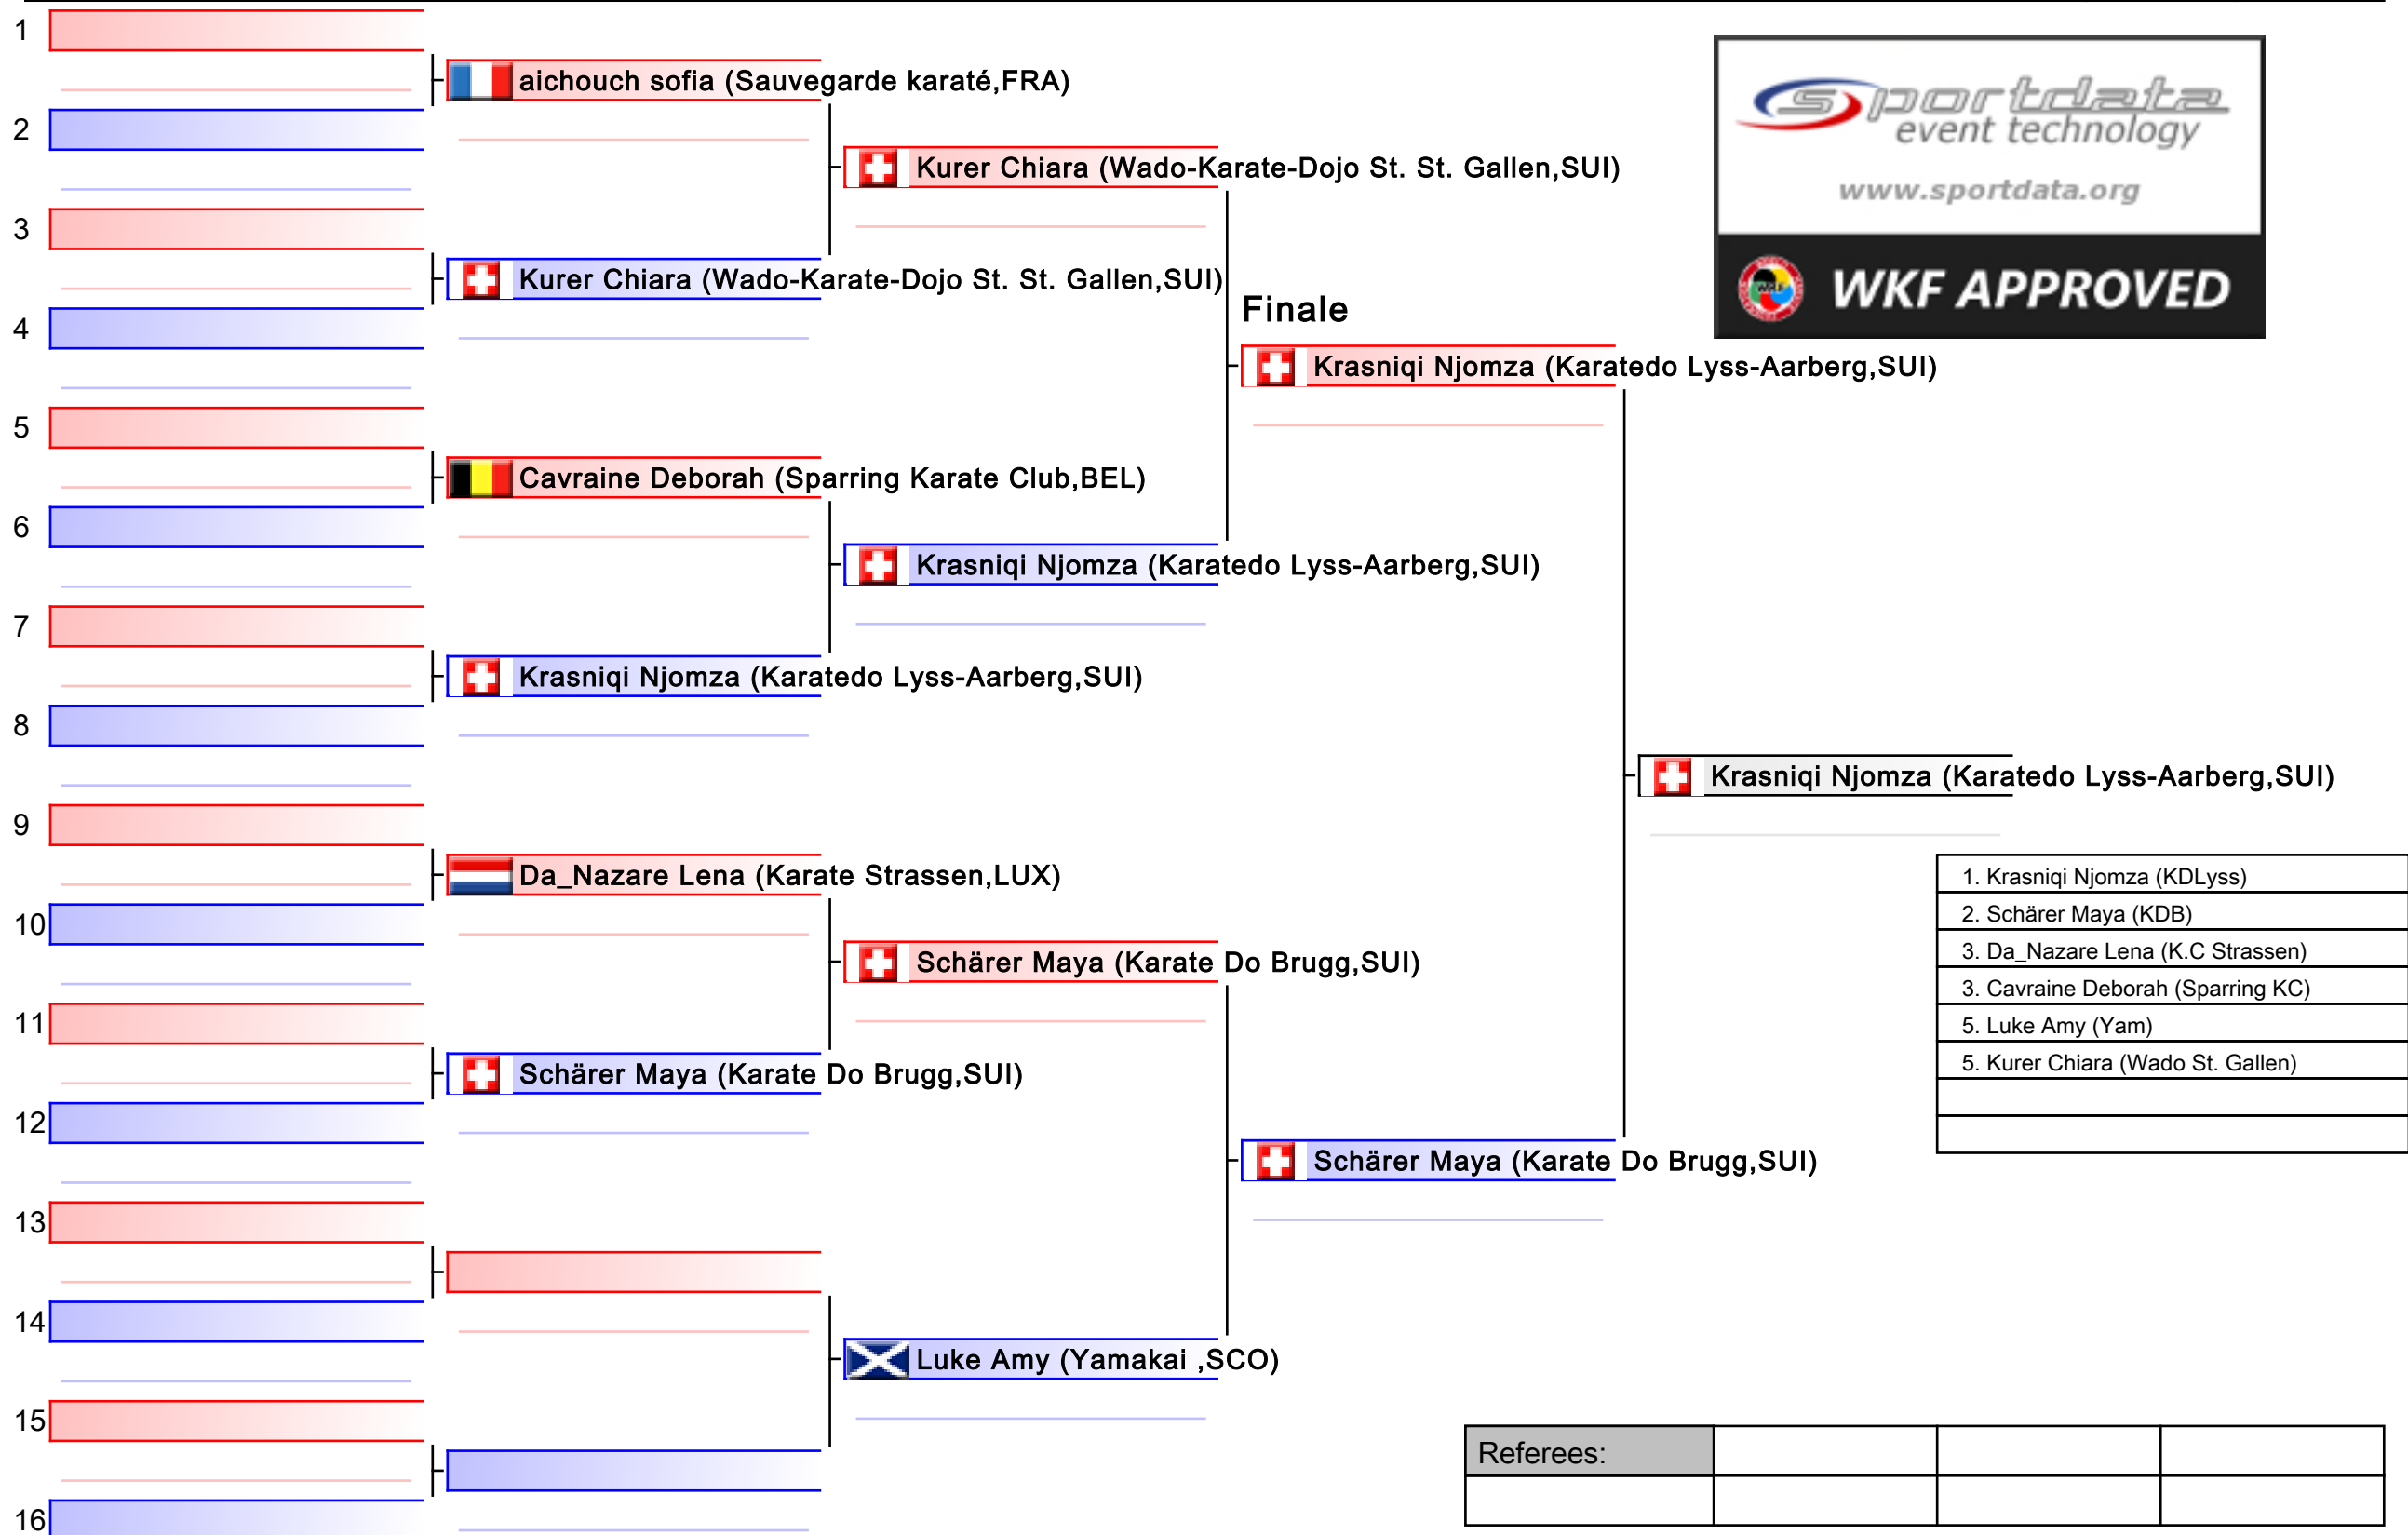 1
aichouch sofia (Sauvegarde karaté,FRA)
2
Kurer Chiara (Wado-Karate-Dojo St. St. Gallen,SUI)
3
Kurer Chiara (Wado-Karate-Dojo St. St. Gallen,SUI)
4
Finale
Krasniqi Njomza (Karatedo Lyss-Aarberg,SUI)
5
Cavraine Deborah (Sparring Karate Club,BEL)
6
Krasniqi Njomza (Karatedo Lyss-Aarberg,SUI)
7
Krasniqi Njomza (Karatedo Lyss-Aarberg,SUI)
8
Krasniqi Njomza (Karatedo Lyss-Aarberg,SUI)
9
Da_Nazare Lena (Karate Strassen,LUX)
10
Schärer Maya (Karate Do Brugg,SUI)
11
Schärer Maya (Karate Do Brugg,SUI)
12
Schärer Maya (Karate Do Brugg,SUI)
13
14
Luke Amy (Yamakai ,SCO)
15
16
sportdata
event technology
www.sportdata.org
WKF
WKF APPROVED
1. Krasniqi Njomza (KDLyss)
2. Schärer Maya (KDB)
3. Da_Nazare Lena (K.C Strassen)
3. Cavraine Deborah (Sparring KC)
5. Luke Amy (Yam)
5. Kurer Chiara (Wado St. Gallen)
Referees: